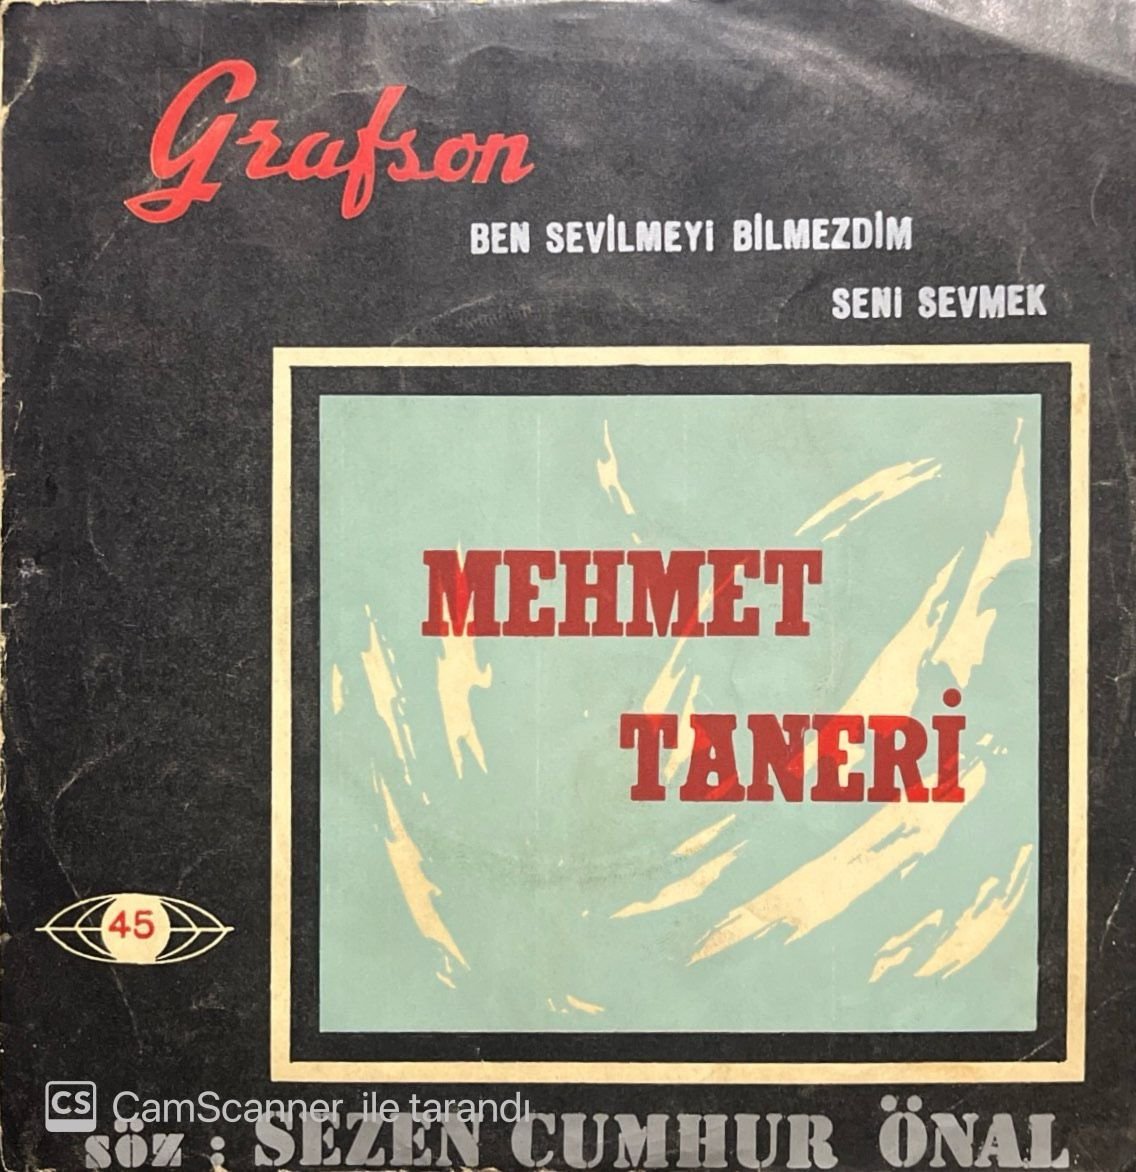 Grafson
BEN SEVİLMEYİ BİLMEZDİM
SENİ SEVMEK
MEHMET
TANERİ
45
CS CamScanner ile tarandı
söz : SEZEN CUMHUR ÖNAL